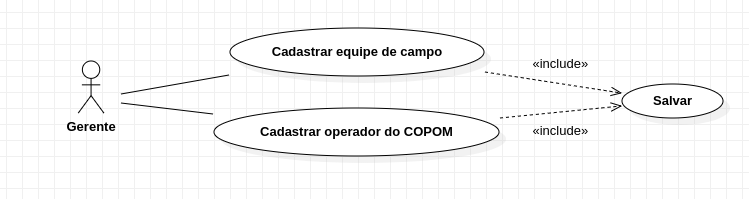 Cadastrar equipe de campo
«include»
Salvar
Gerente
Cadastrar operador do COPOM
«include»